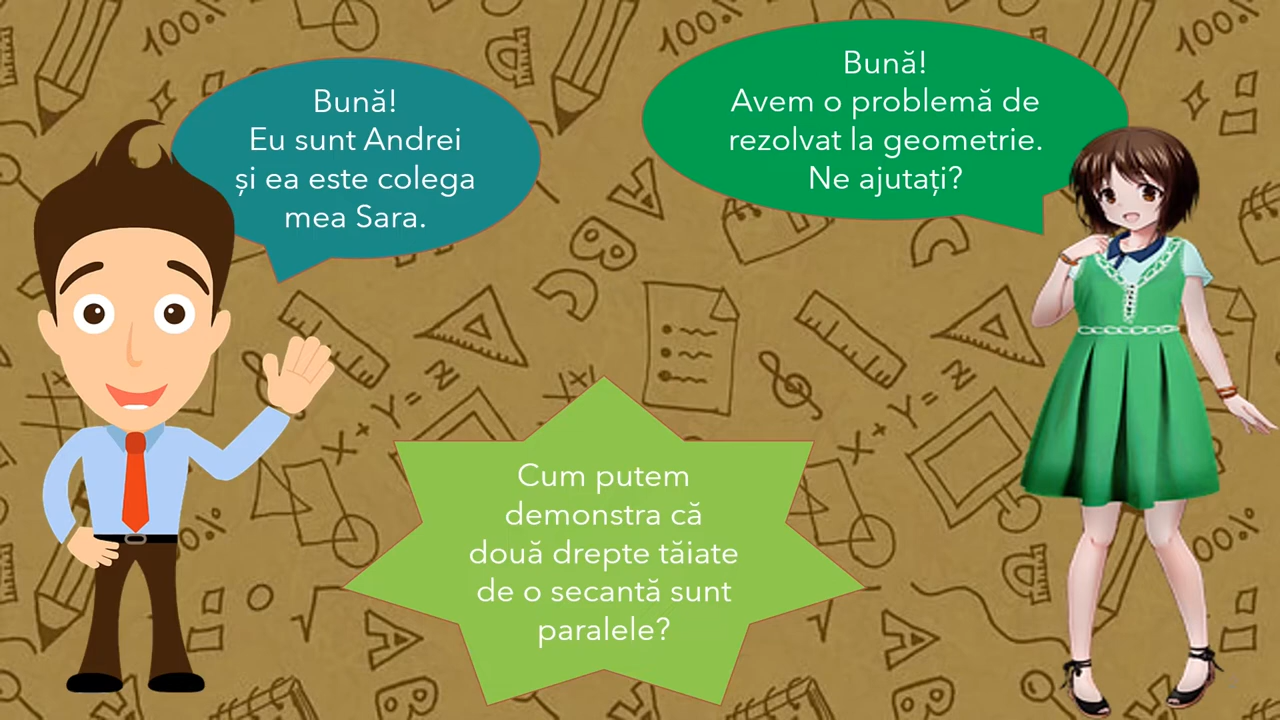 Bună!
Eu sunt Andrei
și ea este colega
mea Sara.
Bună!
Avem o problemă de
rezolvat la geometrie.
Ne ajutați?
Cum putem
demonstra că
două drepte tăiate
de o secantă sunt
paralele?